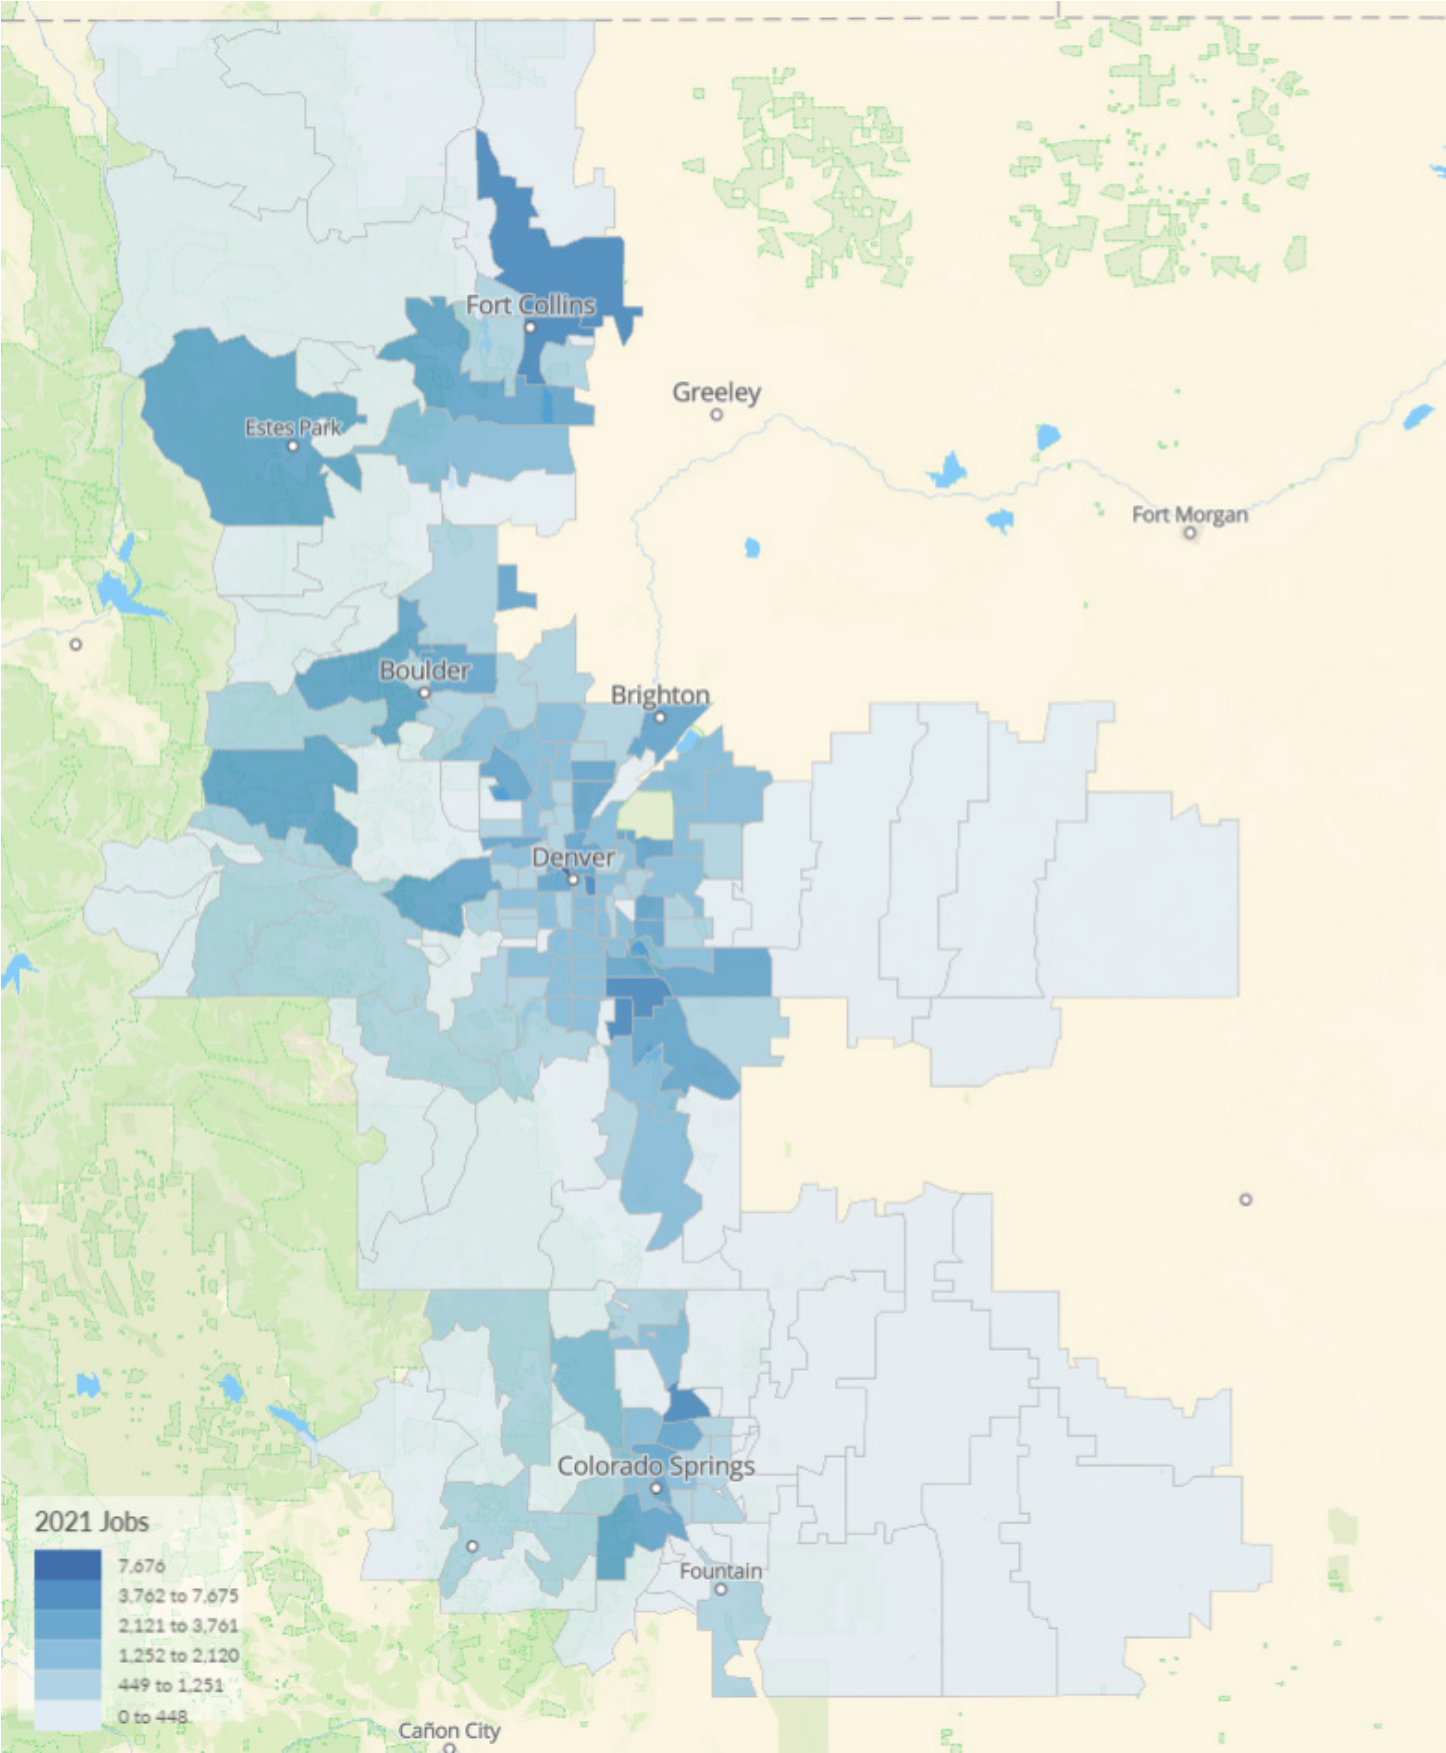 Fort Collins
Greeley
Estes Park
Fort Morgan
Boulder
Brighton
Denver
Colorado Springs
Fountain
Cañon City
2021 Jobs
7,676
3,762 to 7,675
2,121 to 3,761
1,252 to 2,120
449 to 1,251
0 to 448